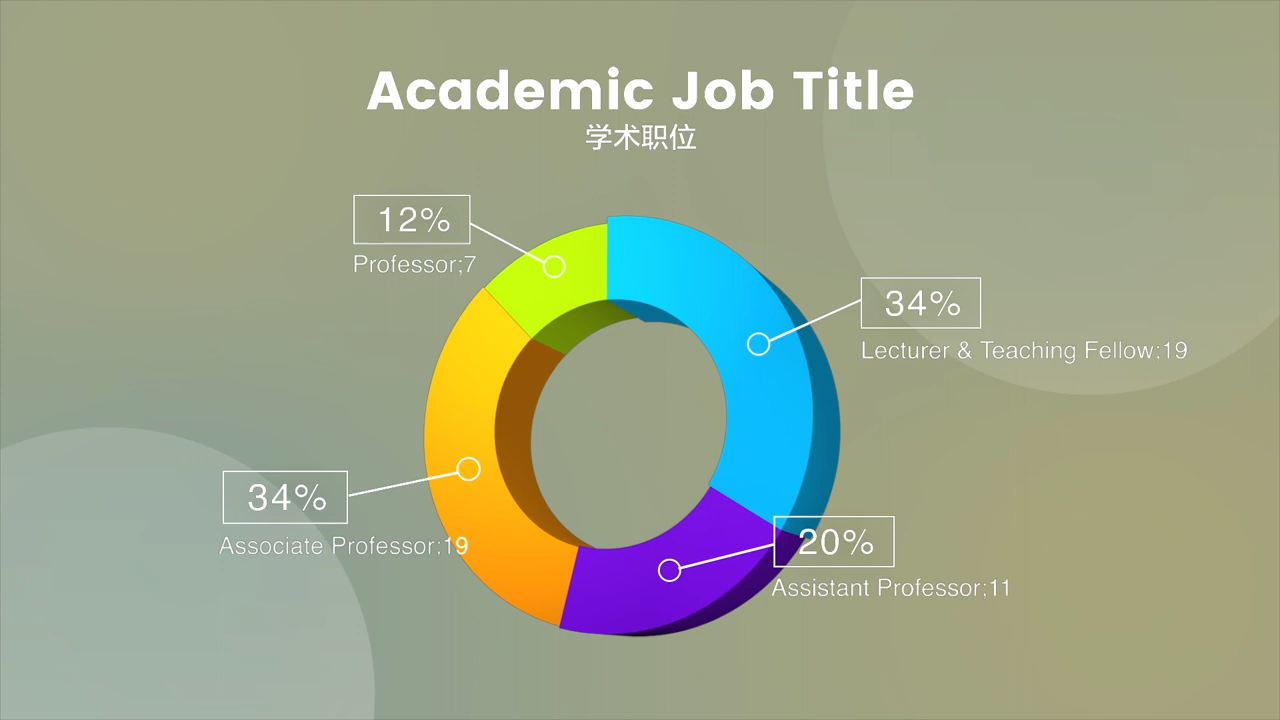 Academic Job Title
学术职位
12%
Professor;7
34%
Lecturer & Teaching Fellow:19
34%
Associate Professor:19
20%
Assistant Professor;11